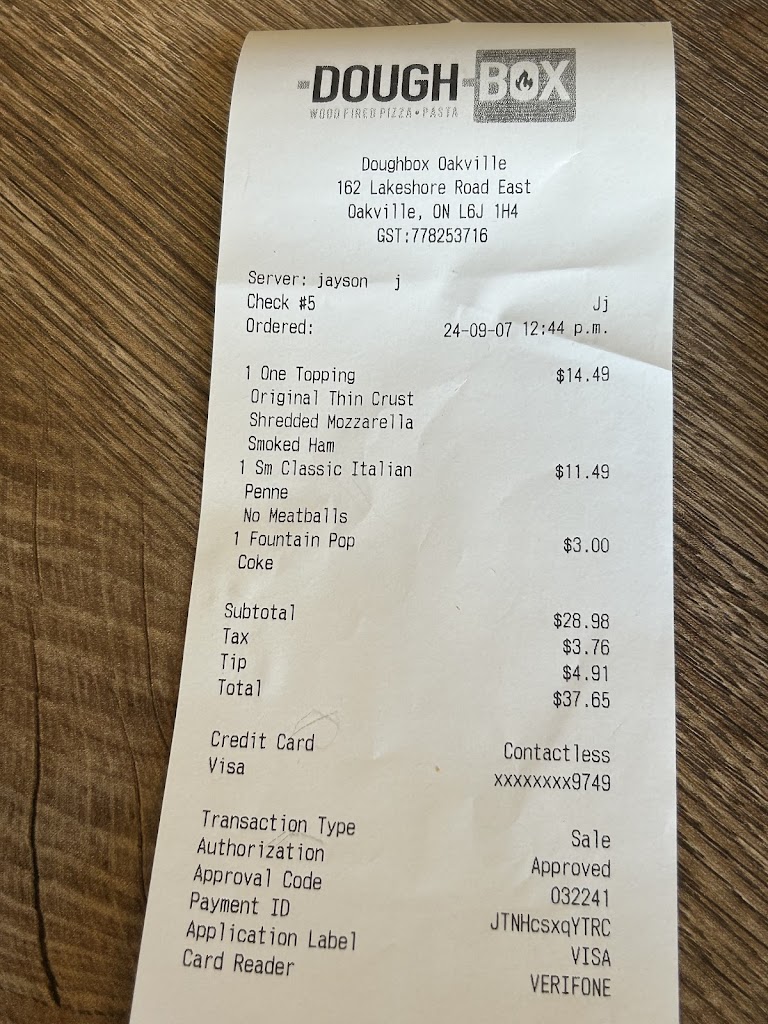 DOUGH BOX
WOOD FIRED PIZZA • PASTA
Doughbox Oakville
162 Lakeshore Road East
Oakville, ON L6J 1H4
GST:778253716
Server: jayson j
Check #5 Jj
Ordered: 24-09-07 12:44 p.m.
1 One Topping $14.49
Original Thin Crust
Shredded Mozzarella
Smoked Ham
1 Sm Classic Italian $11.49
Penne
No Meatballs
1 Fountain Pop $3.00
Coke
Subtotal $28.98
Tax $3.76
Tip $4.91
Total $37.65
Credit Card Contactless
Visa xxxxxxxx9749
Transaction Type Sale
Authorization Approved
Approval Code 032241
Payment ID JTNHcsxqYTRC
Application Label VISA
Card Reader VERIFONE